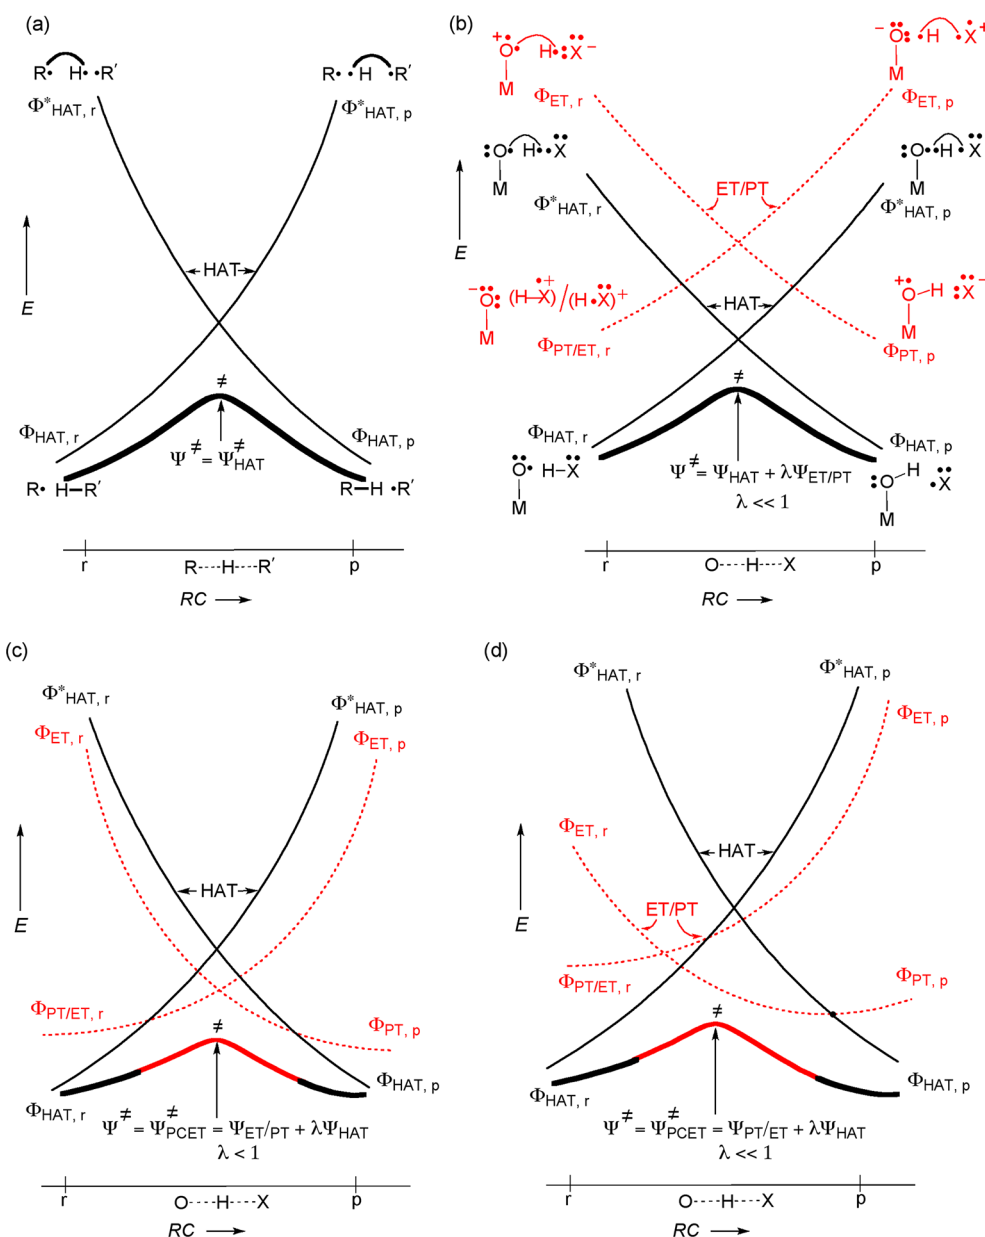 (a)
R• H• •R′
R• •H •R′
Φ*HAT, r
Φ*HAT, p
HAT
E
ΦHAT, r
ΦHAT, p
≠
Ψ≠ = Ψ≠HAT
R• H–R′
R–H •R′
r
R---H---R′
p
RC
(b)
+
O
H
X −
M
ΦET, r
−
O
H
X +
M
ΦET, p
O
H
X
M
Φ*HAT, r
O
H
X
M
Φ*HAT, p
ET/PT
E
HAT
−
O (H–X)+/(H•X)+
M
ΦPT/ET, r
+
O–H X −
M
ΦPT, p
ΦHAT, r
ΦHAT, p
≠
O H–X
M
Ψ≠ = ΨHAT + λΨET/PT
λ << 1
O–H •X
M
r
O----H---X
p
RC
(c)
Φ*HAT, r
Φ*HAT, p
ΦET, r
ΦET, p
HAT
E
ΦPT/ET, r
ΦPT, p
≠
ΦHAT, r
ΦHAT, p
Ψ≠ = Ψ≠PCET = ΨET/PT + λΨHAT
λ < 1
r
O----H----X
p
RC
(d)
Φ*HAT, r
Φ*HAT, p
ΦET, p
ΦET, r
HAT
ET/PT
E
ΦPT/ET, r
ΦPT, p
≠
ΦHAT, r
ΦHAT, p
Ψ≠ = Ψ≠PCET = ΨPT/ET + λΨHAT
λ << 1
r
O----H----X
p
RC